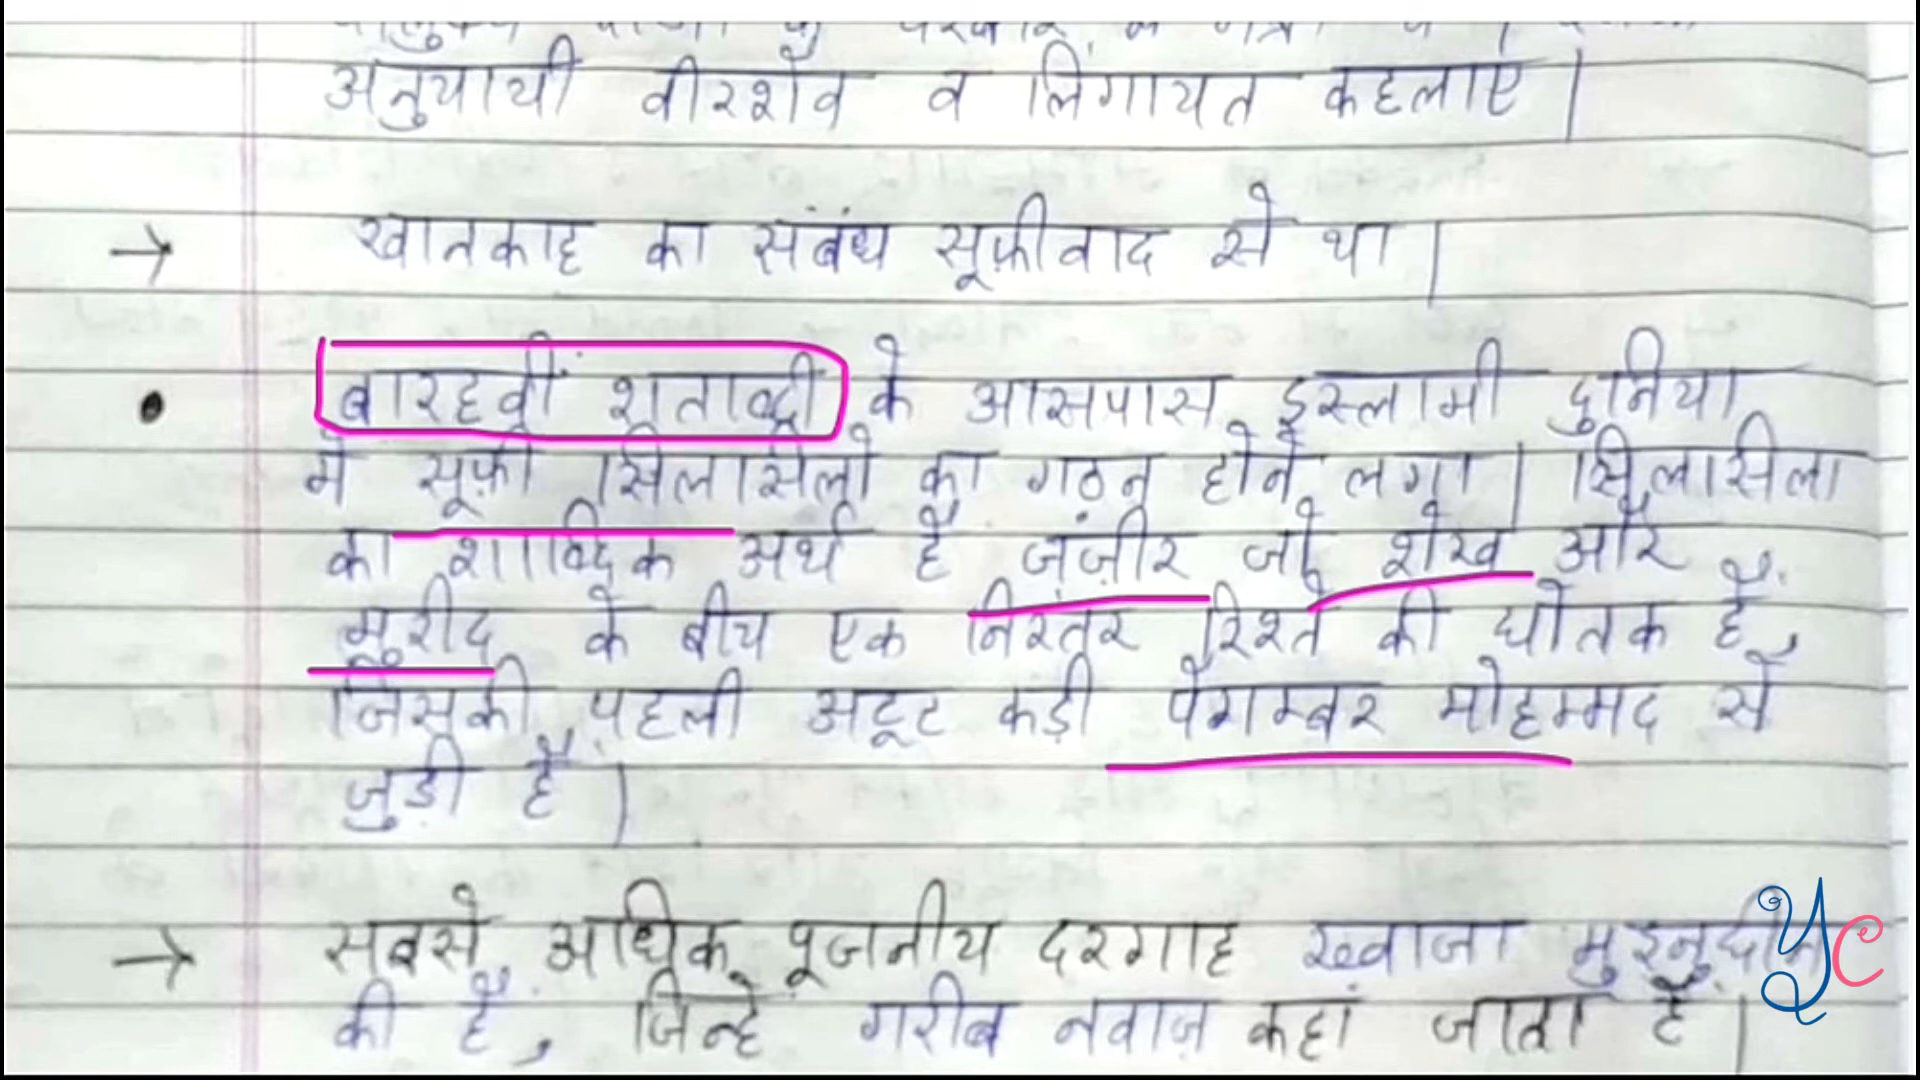 अनुयायी वीरशैव व लिंगायत कहलाए |
→ खानकाह का संबंध सूफ़ीवाद से था |
• बारहवीं शताब्दी के आसपास इस्लामी दुनिया
में सूफ़ी सिलसिलों का गठन होने लगा | सिलसिला
का शाब्दिक अर्थ है जंज़ीर जो शेख और
मुरीद के बीच एक निरंतर रिश्ते की द्योतक है,
जिसकी पहली अटूट कड़ी पैगम्बर मोहम्मद से
जुडी है |
→ सबसे अधिक पूजनीय दरगाह ख्वाजा मुइनुद्दीन
की है, जिन्हे गरीब नवाज़ कहां जाता है |
YC